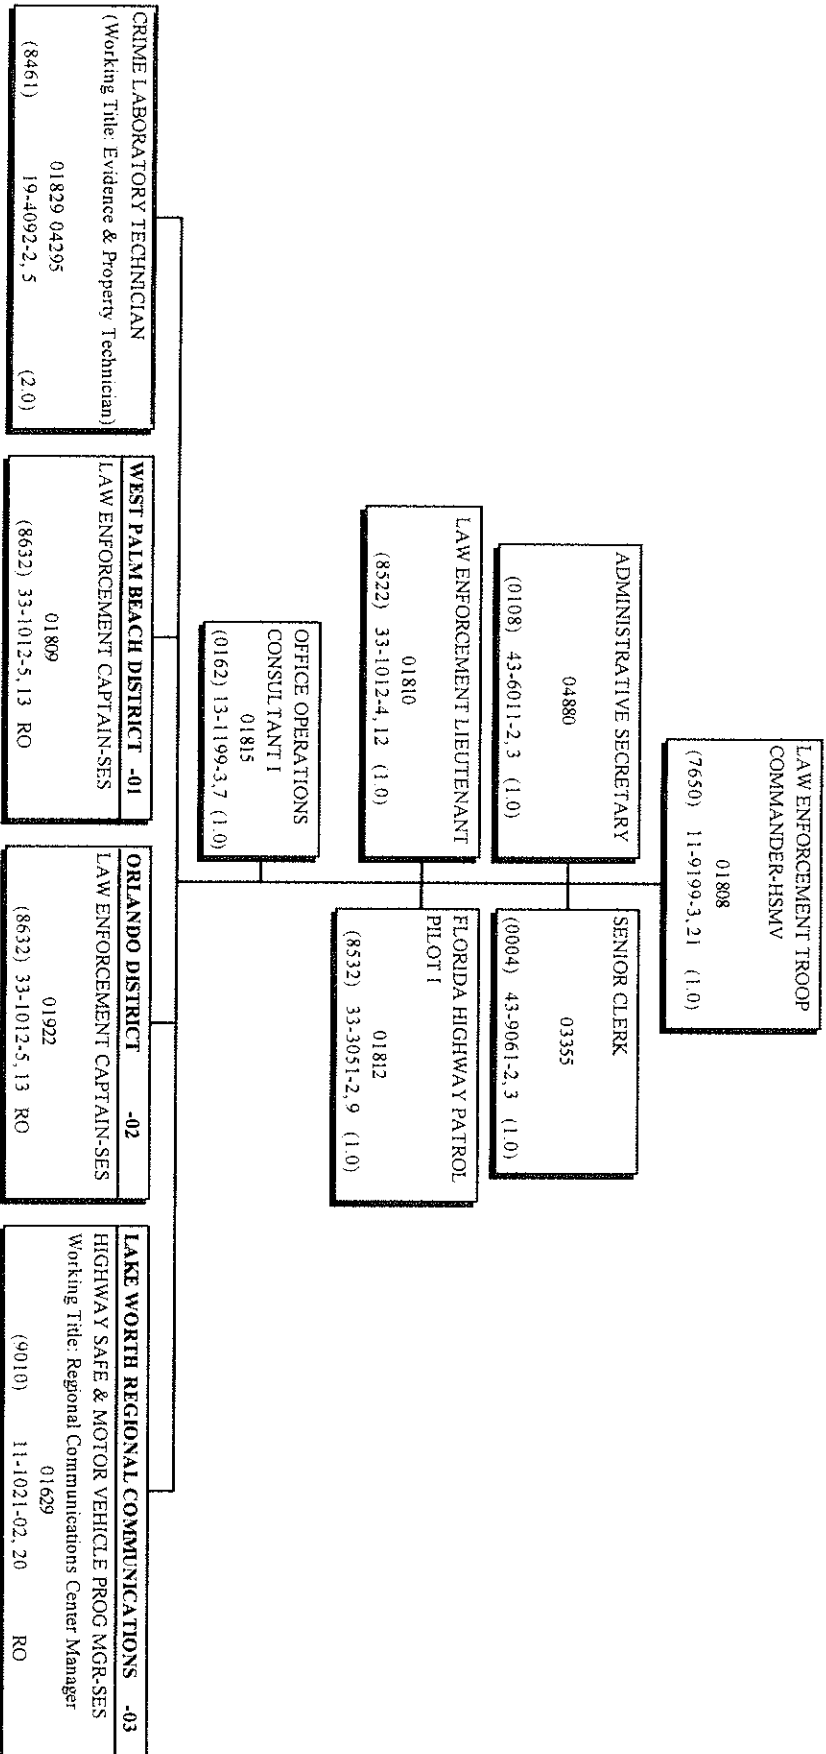 LAW ENFORCEMENT TROOP
COMMANDER-HSMV
01808
(7650) 11-9199-3, 21 (1.0)
ADMINISTRATIVE SECRETARY
04880
(0108) 43-6011-2, 3 (1.0)
SENIOR CLERK
03355
(0004) 43-9061-2, 3 (1.0)
LAW ENFORCEMENT LIEUTENANT
01810
(8522) 33-1012-4, 12 (1.0)
FLORIDA HIGHWAY PATROL
PILOT I
01812
(8532) 33-3051-2, 9 (1.0)
OFFICE OPERATIONS
CONSULTANT I
01815
(0162) 13-1199-3,7 (1.0)
CRIME LABORATORY TECHNICIAN
(Working Title: Evidence & Property Technician)
01829 04295
(8461) 19-4092-2, 5 (2.0)
WEST PALM BEACH DISTRICT -01
LAW ENFORCEMENT CAPTAIN-SES
01809
(8632) 33-1012-5, 13 RO
ORLANDO DISTRICT -02
LAW ENFORCEMENT CAPTAIN-SES
01922
(8632) 33-1012-5, 13 RO
LAKE WORTH REGIONAL COMMUNICATIONS -03
HIGHWAY SAFE & MOTOR VEHICLE PROG MGR-SES
Working Title: Regional Communications Center Manager
01629
(9010) 11-1021-02, 20 RO